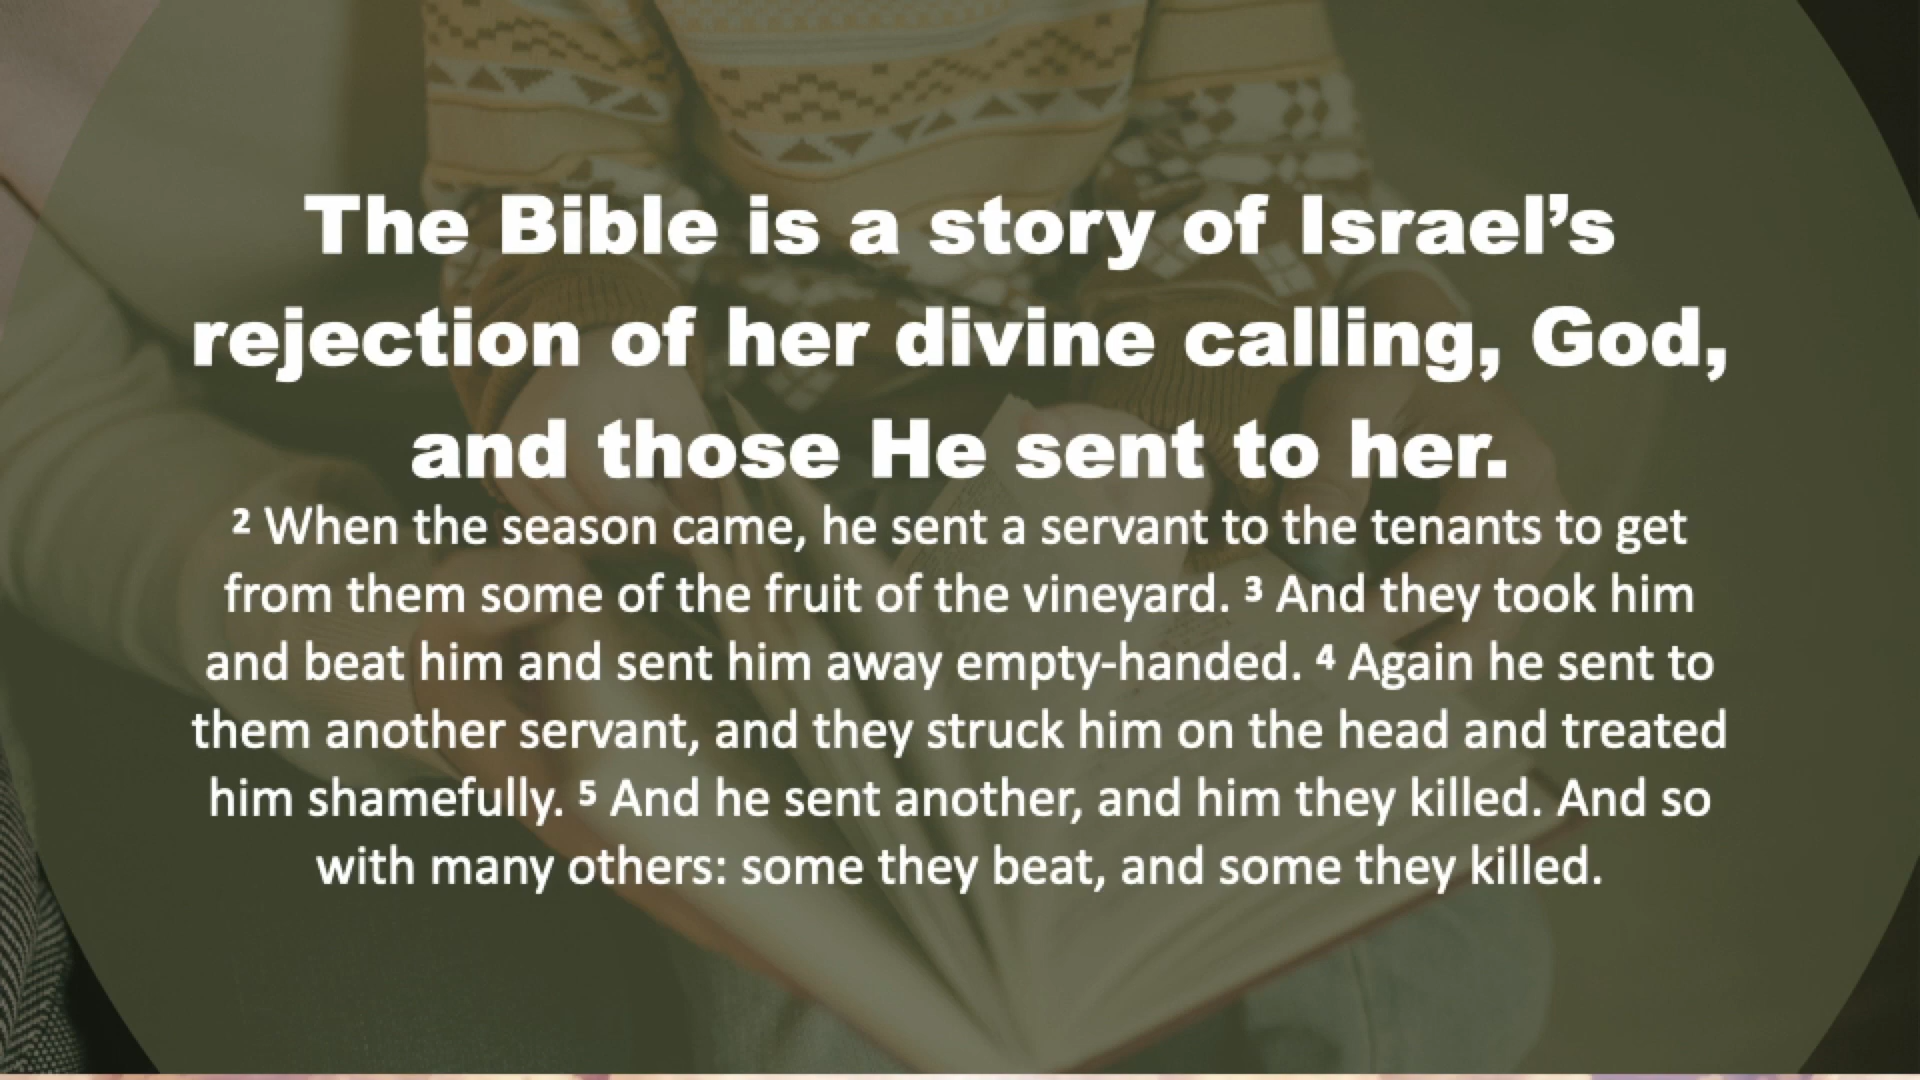 The Bible is a story of Israel’s
rejection of her divine calling, God,
and those He sent to her.
2 When the season came, he sent a servant to the tenants to get
from them some of the fruit of the vineyard. 3 And they took him
and beat him and sent him away empty-handed. 4 Again he sent to
them another servant, and they struck him on the head and treated
him shamefully. 5 And he sent another, and him they killed. And so
with many others: some they beat, and some they killed.